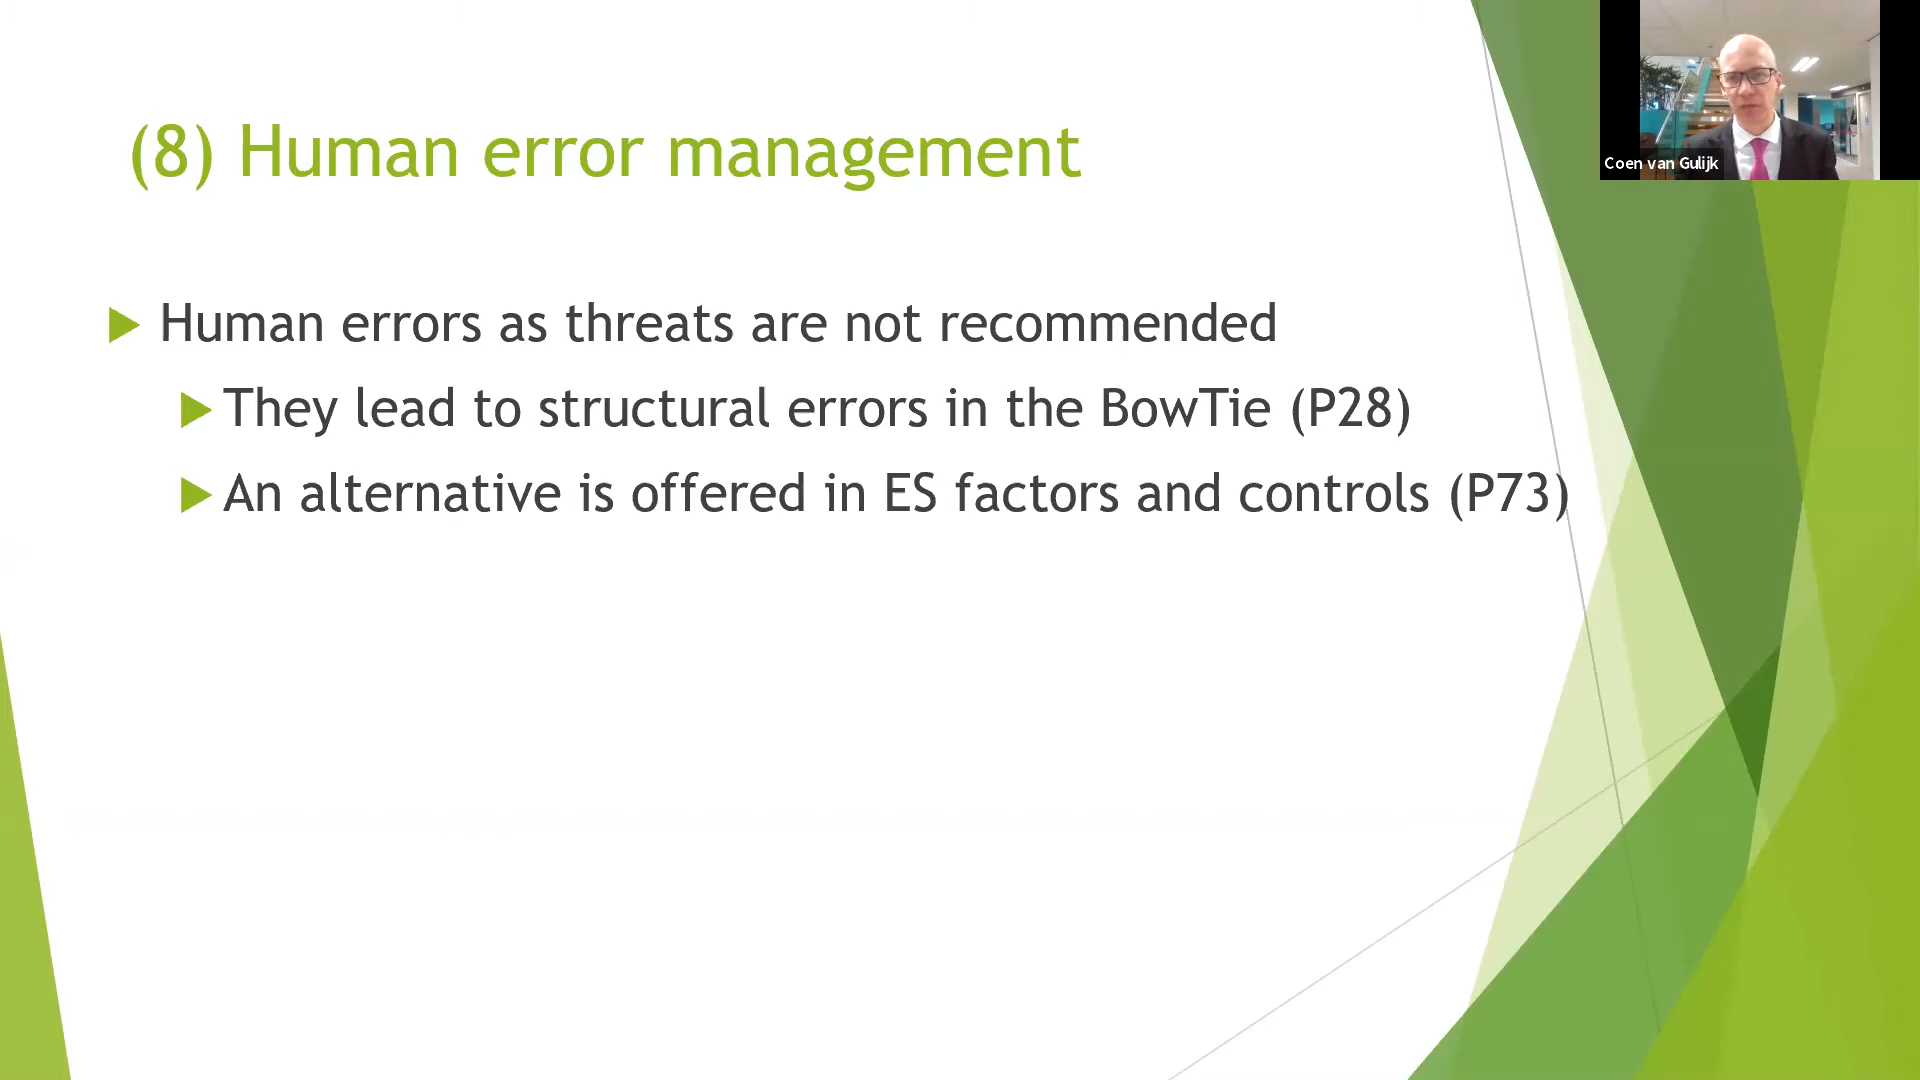 (8) Human error management
Coen van Gulijk
Human errors as threats are not recommended
They lead to structural errors in the BowTie (P28)
An alternative is offered in ES factors and controls (P73)